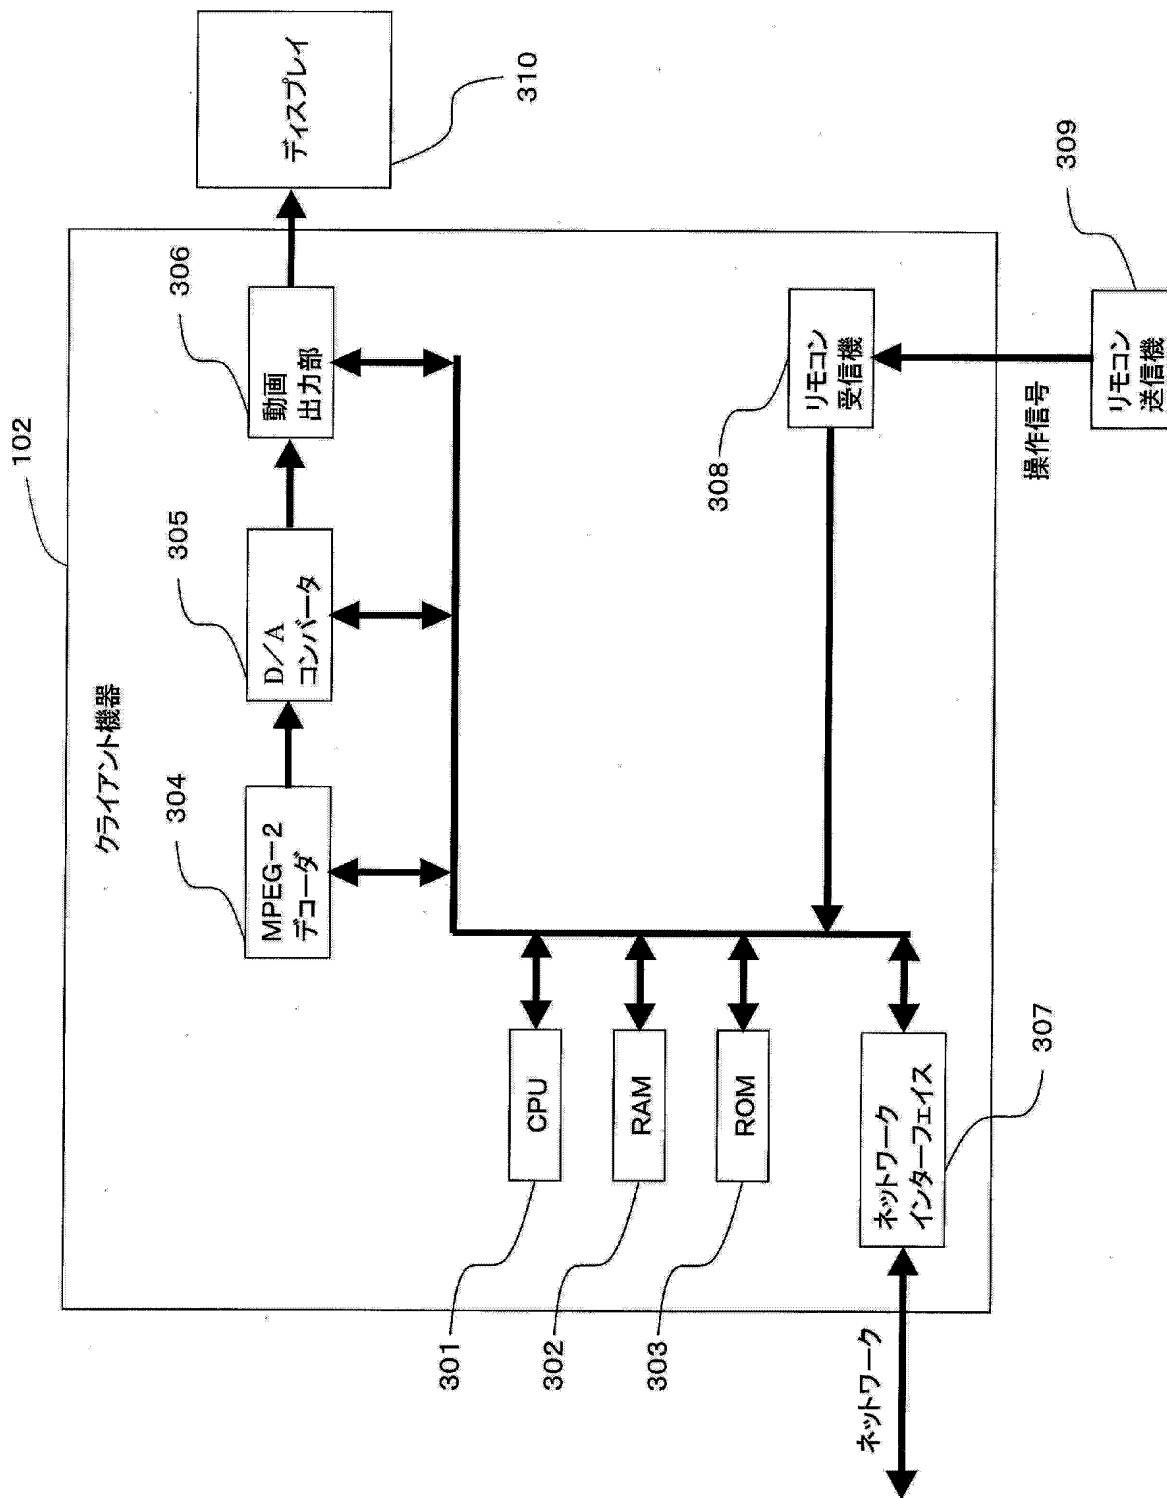 102
クライアント機器
304
MPEG−2
デコーダ
305
D／A
コンバータ
306
動画
出力部
ディスプレイ
310
301
CPU
302
RAM
303
ROM
308
リモコン
受信機
ネットワーク
ネットワーク
インターフェイス
307
操作信号
リモコン
送信機
309